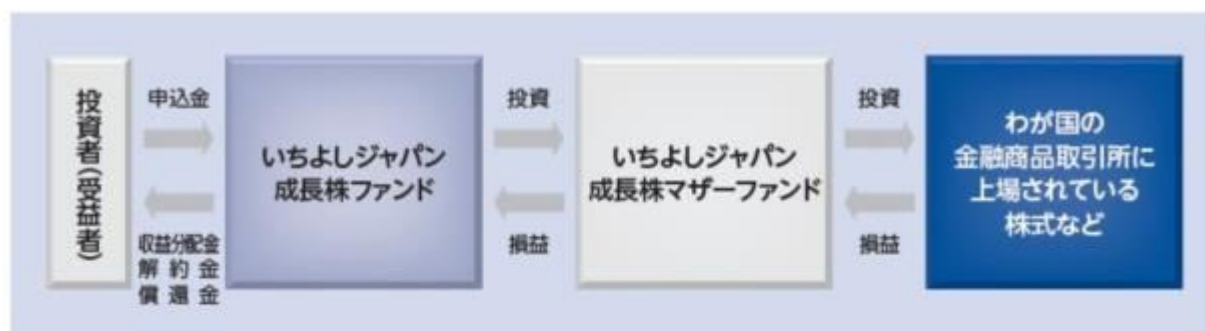 投資者(受益者)
申込金
収益分配金
解約金
償還金
いちよしジャパン
成長株ファンド
投資
損益
いちよしジャパン
成長株マザーファンド
投資
損益
わが国の
金融商品取引所に
上場されている
株式など